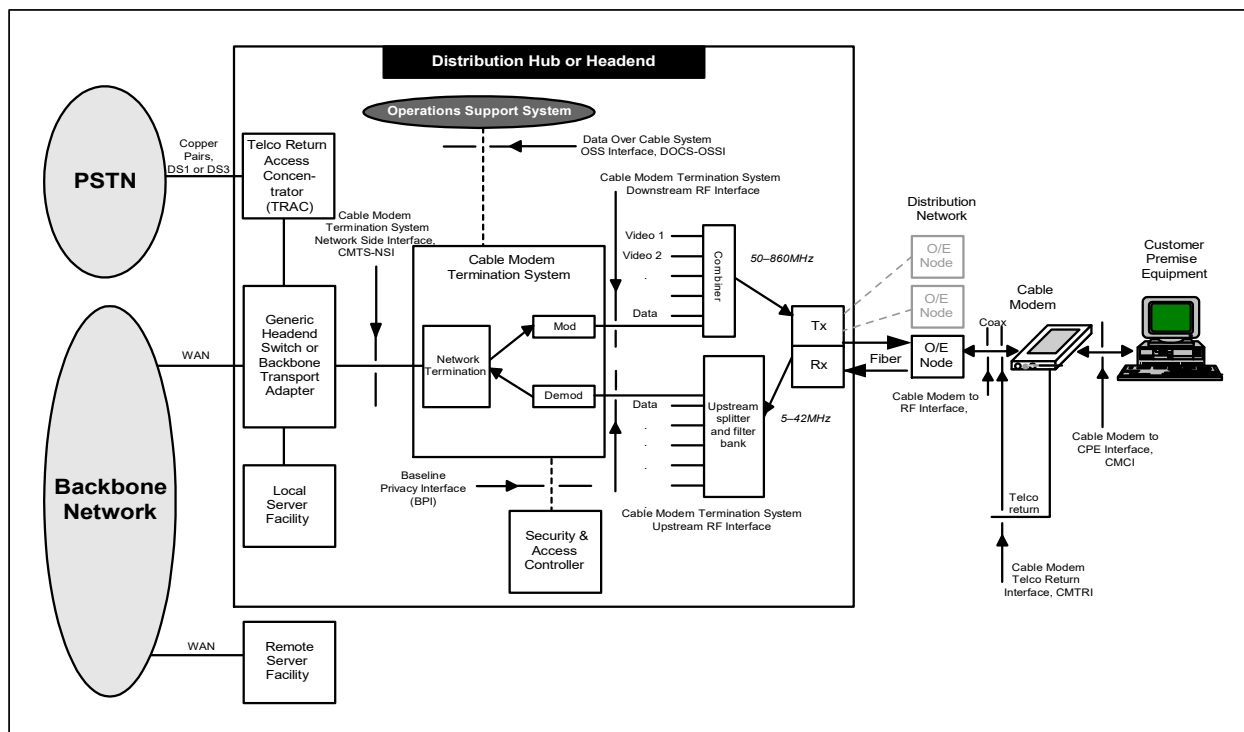 Distribution Hub or Headend
Operations Support System
Data Over Cable System
OSS Interface, DOCS-OSSI
PSTN
Copper
Pairs,
DS1 or DS3
Telco Return
Access
Concen-
trator
(TRAC)
Cable Modem
Termination System
Network Side Interface,
CMTS-NSI
Cable Modem Termination System
Downstream RF Interface
Cable Modem
Termination System
Network
Termination
Mod
Demod
Video 1
Video 2
.
.
Data
Combiner
50–860MHz
Tx
Rx
5–42MHz
Data
.
.
.
.
.
Upstream
splitter
and filter
bank
Cable Modem Termination System
Upstream RF Interface
Distribution
Network
O/E
Node
O/E
Node
O/E
Node
Fiber
Coax
Cable
Modem
Customer
Premise
Equipment
Cable Modem to
RF Interface,
Cable Modem to
CPE Interface,
CMCI
Telco
return
Cable Modem
Telco Return
Interface, CMTRI
WAN
Generic
Headend
Switch or
Backbone
Transport
Adapter
Backbone
Network
Local
Server
Facility
Baseline
Privacy Interface
(BPI)
Security &
Access
Controller
WAN
Remote
Server
Facility